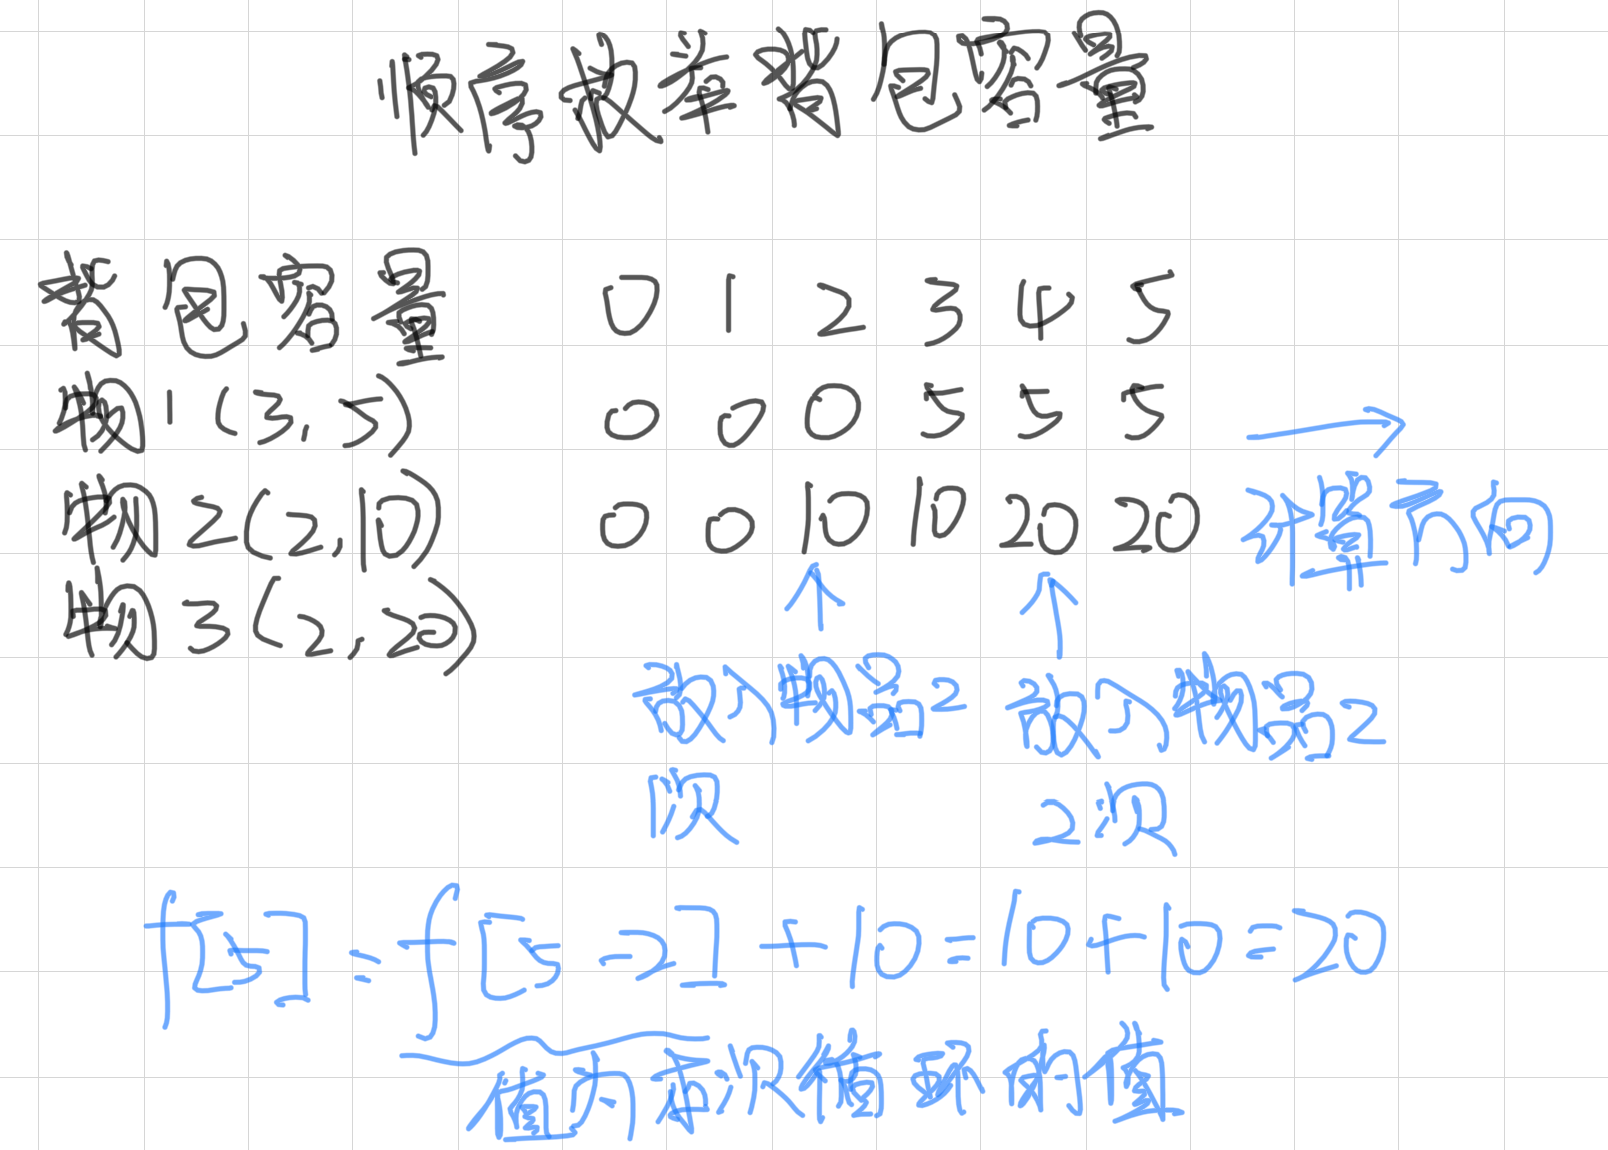 顺序枚举背包容量
背包容量 0 1 2 3 4 5
物1(3,5) 0 0 0 5 5 5
物2(2,10) 0 0 10 10 20 20
计算方向
物3(2,20)
放入物品2
1次
放入物品2
2次
f[5]=f[5-2]+10=10+10=20
值为本次循环的值